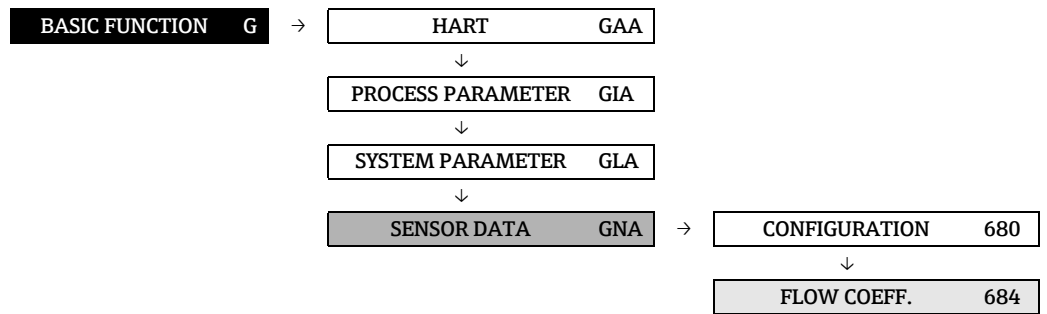 BASIC FUNCTION G → HART GAA
↓
PROCESS PARAMETER GIA
↓
SYSTEM PARAMETER GLA
↓
SENSOR DATA GNA → CONFIGURATION 680
↓
FLOW COEFF. 684